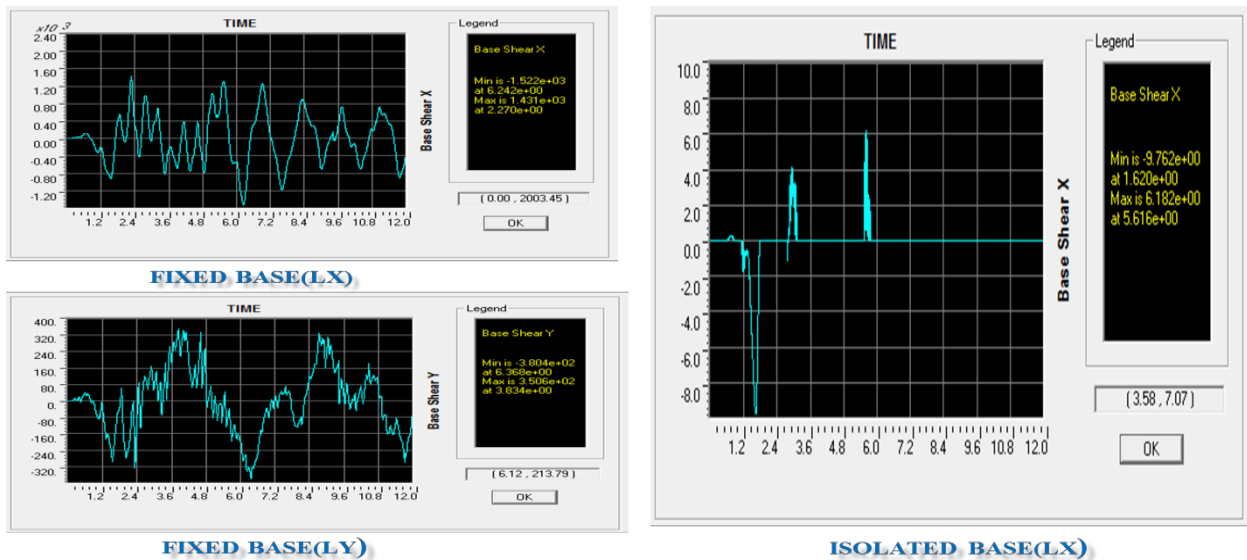 TIME
x10 3
Legend
2.40
2.00
1.60
1.20
0.80
0.40
0.00
-0.40
-0.80
-1.20
Base Shear X
Base Shear X
Min is -1.522e+03
at 6.242e+00
Max is 1.431e+03
at 2.270e+00
1.2 2.4 3.6 4.8 6.0 7.2 8.4 9.6 10.8 12.0
( 0.00 , 2003.45 )
OK
FIXED BASE(LX)
TIME
Legend
400.
320.
240.
160.
80.
0.
-80.
-160.
-240.
-320.
Base Shear Y
Base Shear Y
Min is -3.804e+02
at 6.368e+00
Max is 3.506e+02
at 3.834e+00
1.2 2.4 3.6 4.8 6.0 7.2 8.4 9.6 10.8 12.0
( 6.12 , 213.79 )
OK
FIXED BASE(LY)
TIME
Legend
10.0
8.0
6.0
4.0
2.0
0.0
-2.0
-4.0
-6.0
-8.0
Base Shear X
Base Shear X
Min is -9.762e+00
at 1.620e+00
Max is 6.182e+00
at 5.616e+00
1.2 2.4 3.6 4.8 6.0 7.2 8.4 9.6 10.8 12.0
( 3.58 , 7.07 )
OK
ISOLATED BASE(LX)